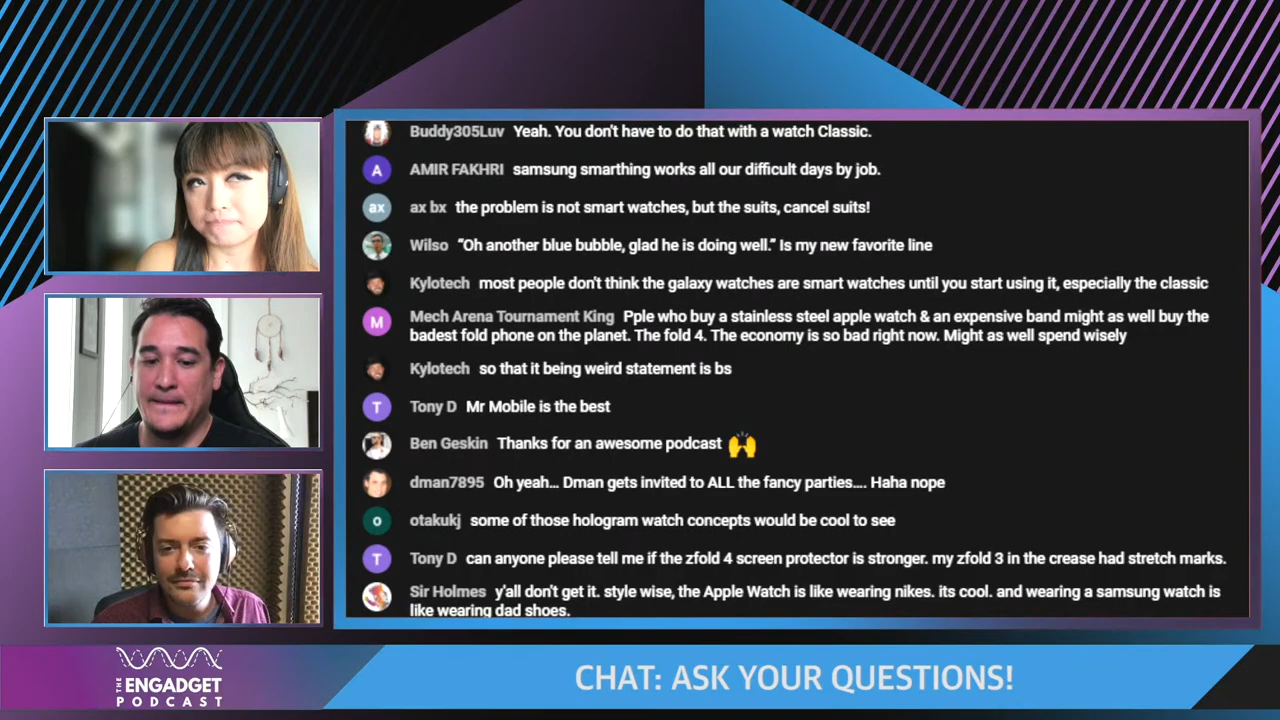 Buddy305Luv Yeah. You don't have to do that with a watch Classic.
A AMIR FAKHRI samsung smarthing works all our difficult days by job.
ax ax bx the problem is not smart watches, but the suits, cancel suits!
Wilso “Oh another blue bubble, glad he is doing well.” Is my new favorite line
Kylotech most people don't think the galaxy watches are smart watches until you start using it, especially the classic
M Mech Arena Tournament King Pple who buy a stainless steel apple watch & an expensive band might as well buy the
badest fold phone on the planet. The fold 4. The economy is so bad right now. Might as well spend wisely
Kylotech so that it being weird statement is bs
T Tony D Mr Mobile is the best
Ben Geskin Thanks for an awesome podcast 🙌
dman7895 Oh yeah... Dman gets invited to ALL the fancy parties.... Haha nope
o otakukj some of those hologram watch concepts would be cool to see
T Tony D can anyone please tell me if the zfold 4 screen protector is stronger. my zfold 3 in the crease had stretch marks.
Sir Holmes y'all don't get it. style wise, the Apple Watch is like wearing nikes. its cool. and wearing a samsung watch is
like wearing dad shoes.
THE ENGADGET
PODCAST
CHAT: ASK YOUR QUESTIONS!